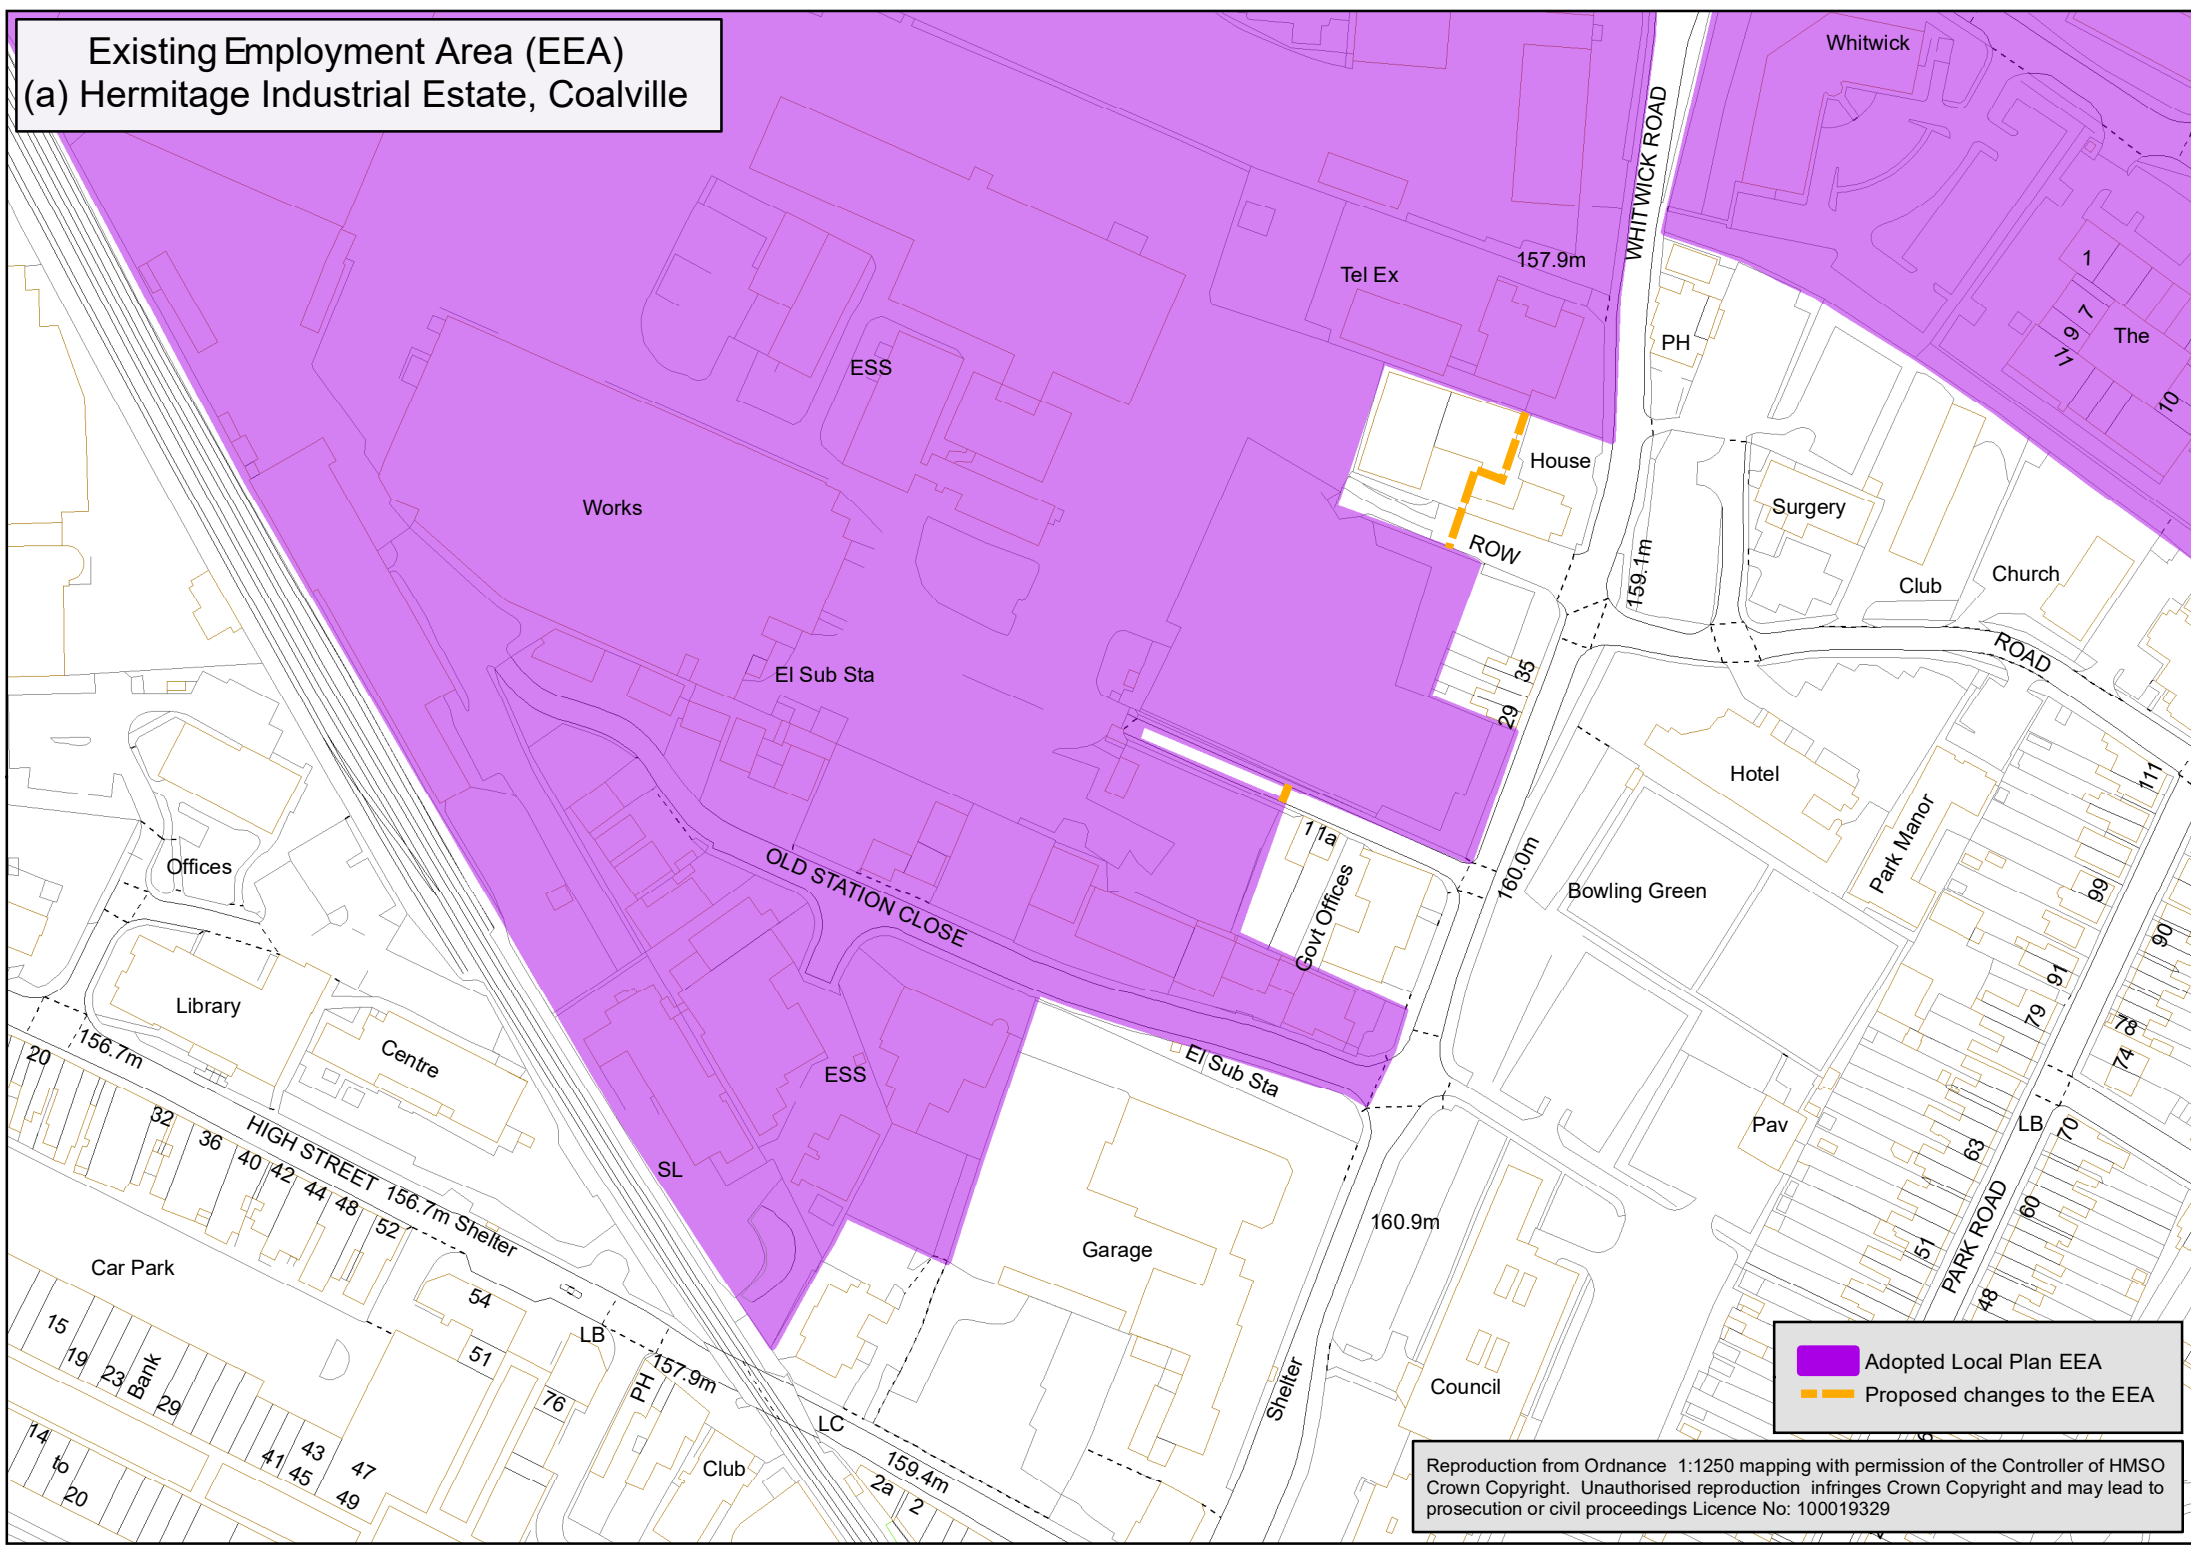 Existing Employment Area (EEA)
(a) Hermitage Industrial Estate, Coalville
Whitwick
WHITWICK ROAD
157.9m
Tel Ex
1
7
9
11
The
10
PH
ESS
House
Works
Surgery
ROW
159.1m
Club
Church
ROAD
El Sub Sta
35
29
Hotel
111
Park Manor
11a
Govt Offices
160.0m
Bowling Green
99
90
91
Offices
OLD STATION CLOSE
Library
79
78
74
156.7m
20
Centre
El Sub Sta
ESS
Pav
LB
70
63
32
36
HIGH STREET
40
42
44
48
52
156.7m
Shelter
SL
60
160.9m
51
PARK ROAD
48
Garage
Car Park
54
LB
51
15
19
23
Bank
29
157.9m
PH
76
Shelter
Council
LC
14
to
20
41
43
45
47
49
Club
159.4m
2a
2
Adopted Local Plan EEA
Proposed changes to the EEA
Reproduction from Ordnance 1:1250 mapping with permission of the Controller of HMSO
Crown Copyright. Unauthorised reproduction infringes Crown Copyright and may lead to
prosecution or civil proceedings Licence No: 100019329